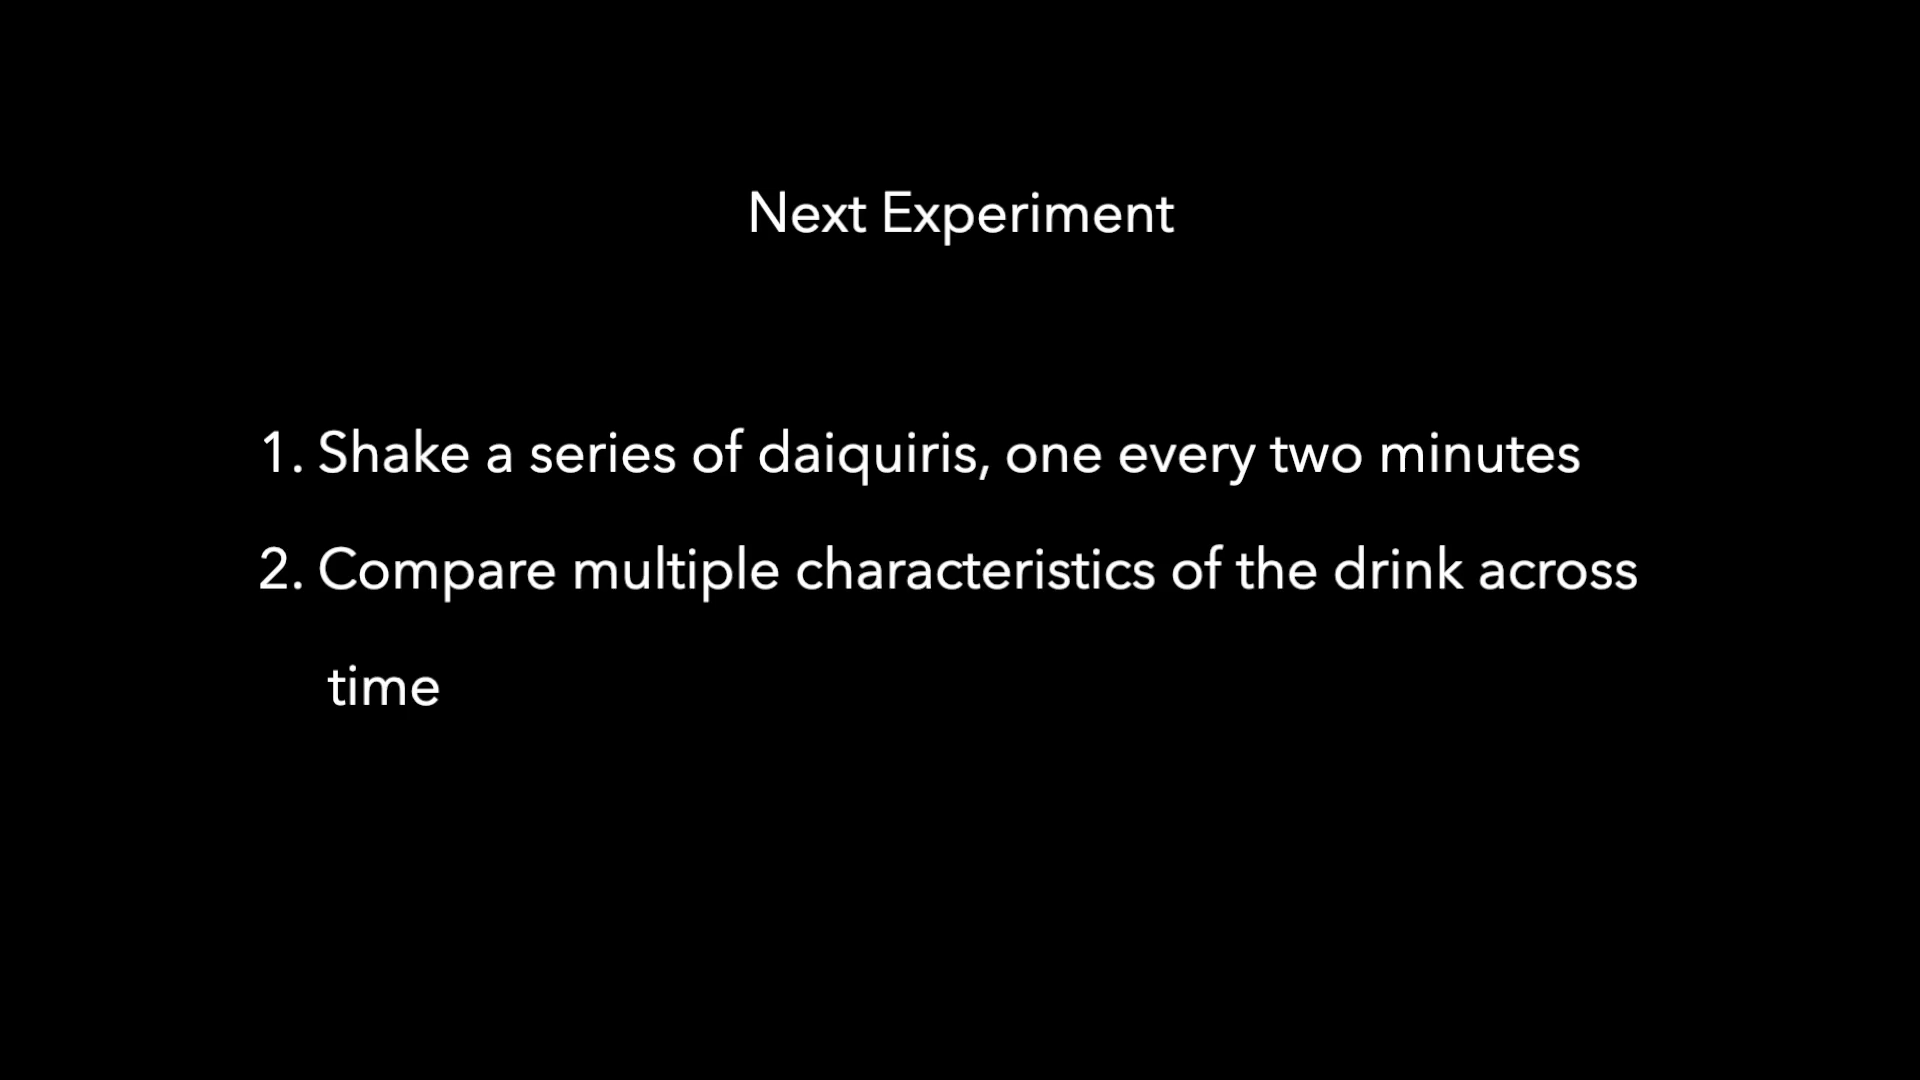 Next Experiment
1. Shake a series of daiquiris, one every two minutes
2. Compare multiple characteristics of the drink across
time